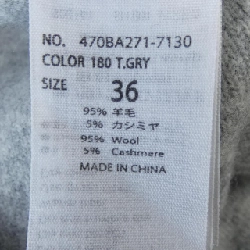 NO. 470BA271-7130
COLOR 180 T.GRY
SIZE 36
95% 羊毛
5% カシミヤ
95% Wool
5% Cashmere
MADE IN CHINA